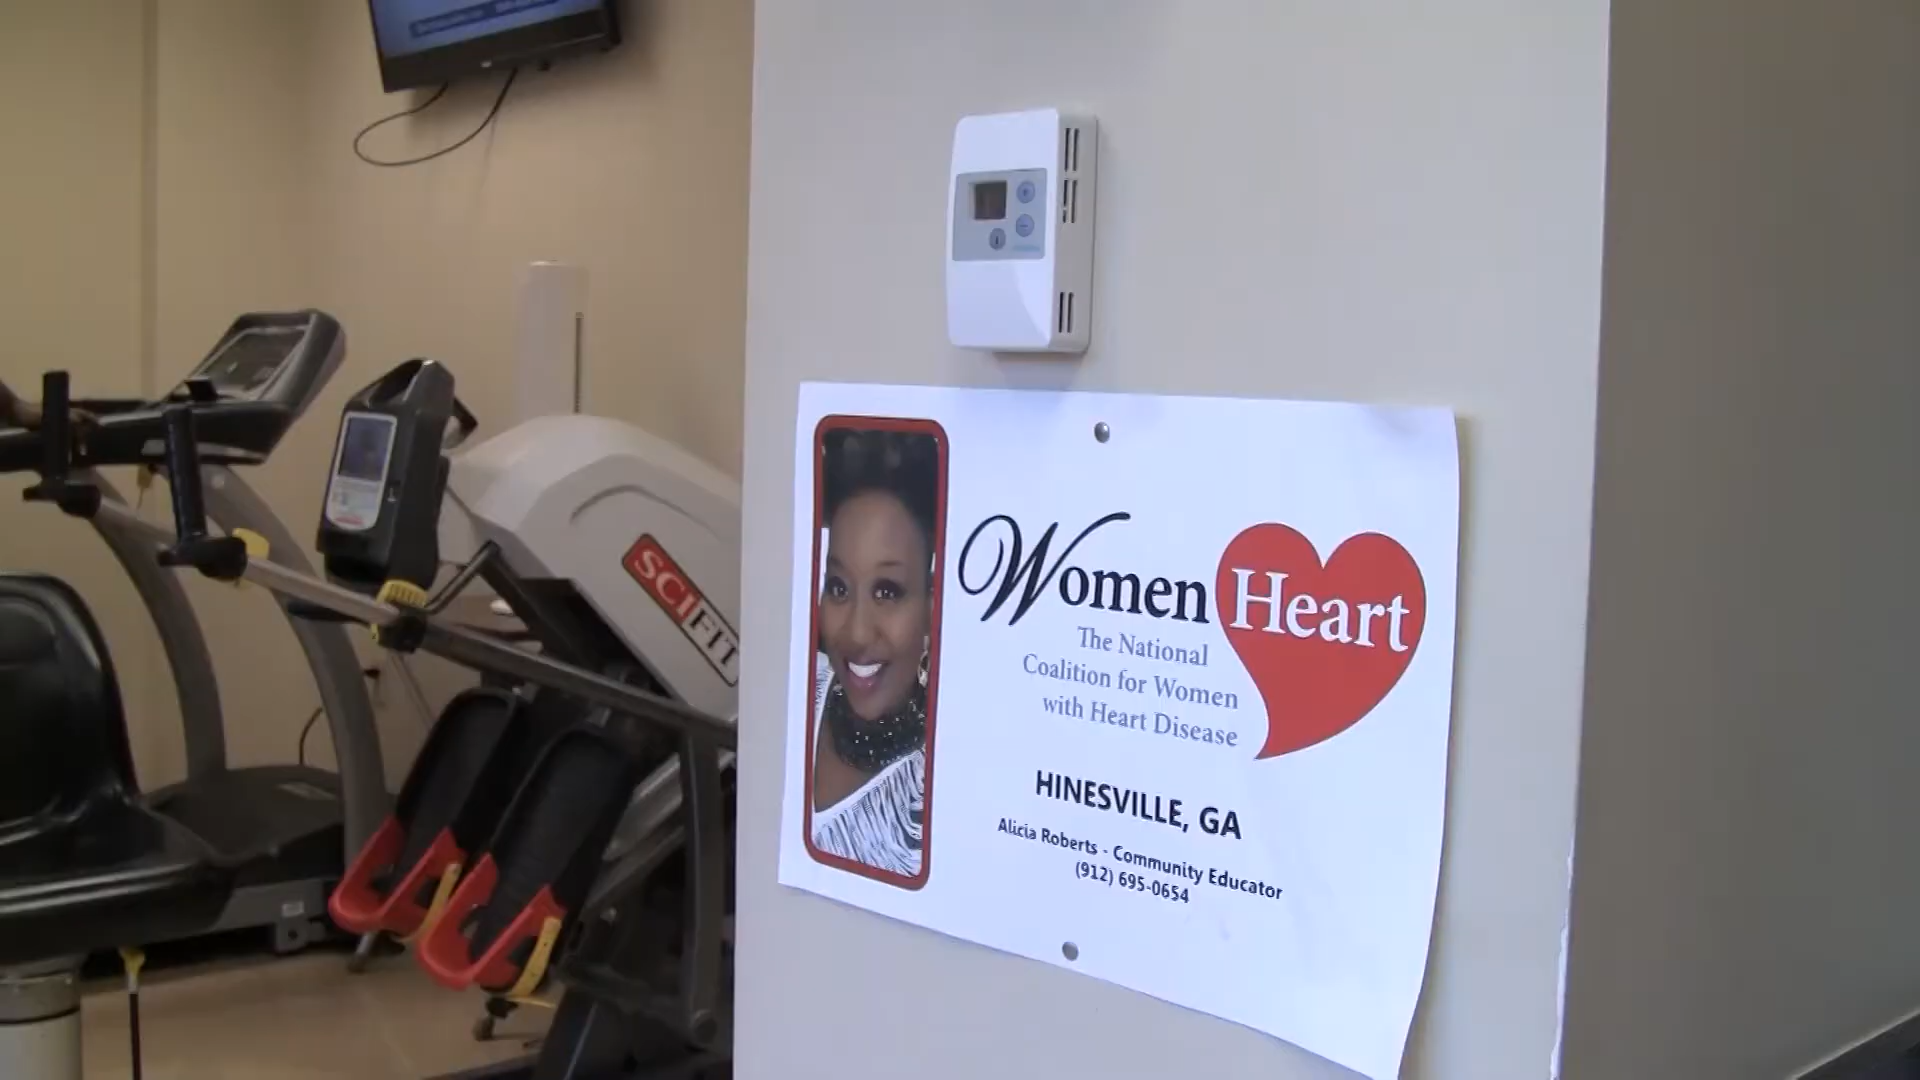 SCIFIT
Women Heart
The National
Coalition for Women
with Heart Disease
HINESVILLE, GA
Alicia Roberts - Community Educator
(912) 695-0654